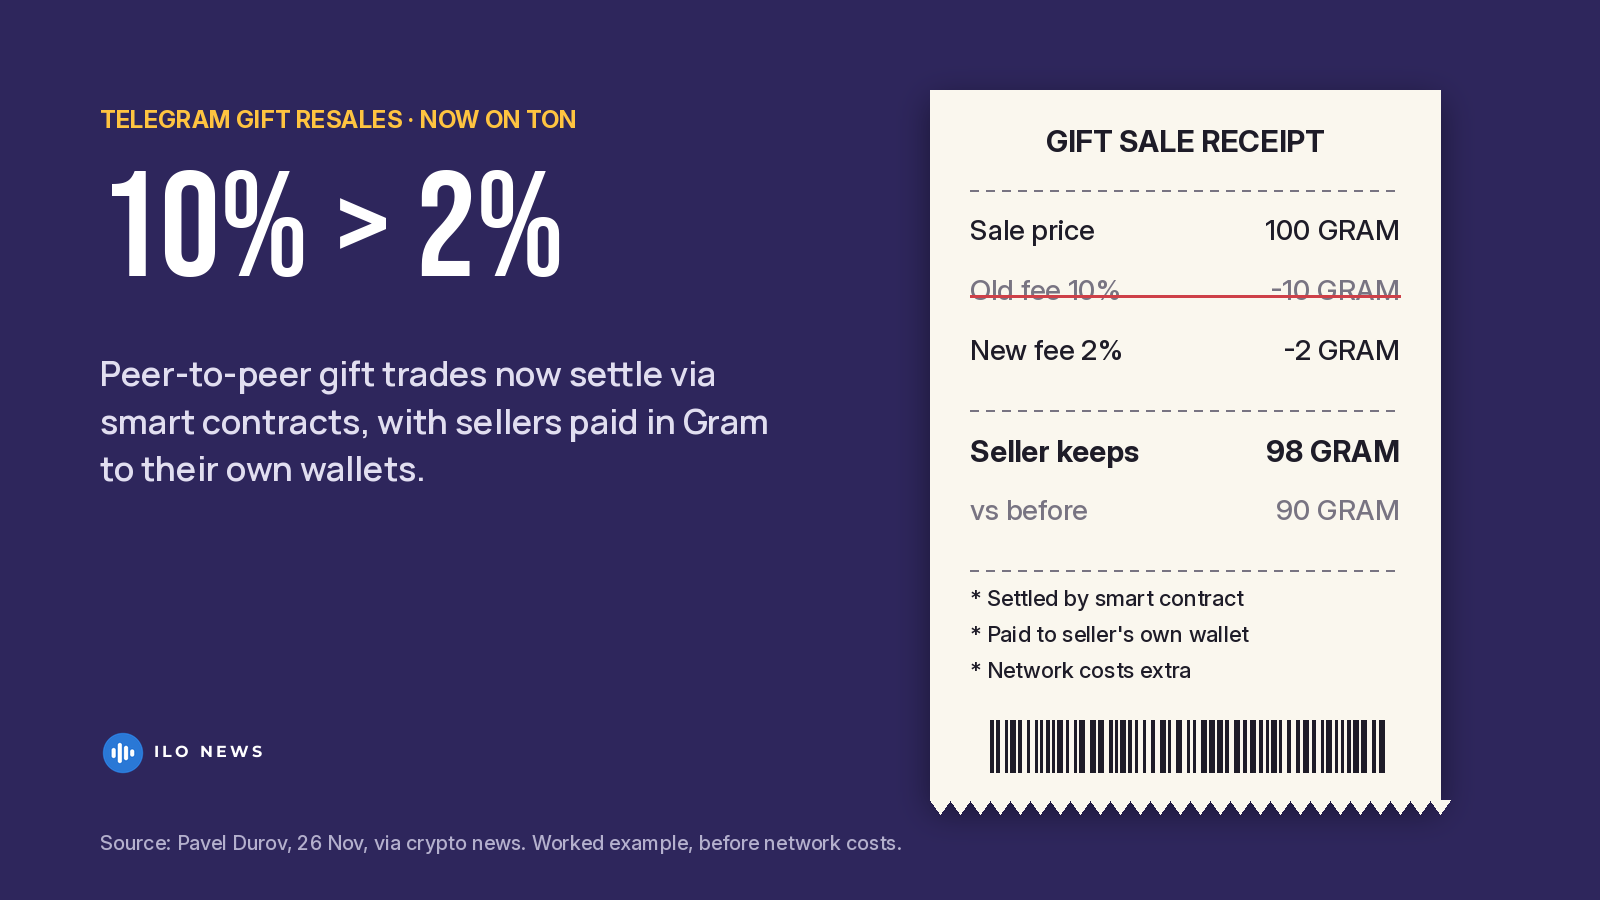 TELEGRAM GIFT RESALES · NOW ON TON
10% > 2%
Peer-to-peer gift trades now settle via
smart contracts, with sellers paid in Gram
to their own wallets.
ILO NEWS
Source: Pavel Durov, 26 Nov, via crypto news. Worked example, before network costs.
GIFT SALE RECEIPT
Sale price 100 GRAM
Old fee 10% -10 GRAM
New fee 2% -2 GRAM
Seller keeps 98 GRAM
vs before 90 GRAM
* Settled by smart contract
* Paid to seller's own wallet
* Network costs extra